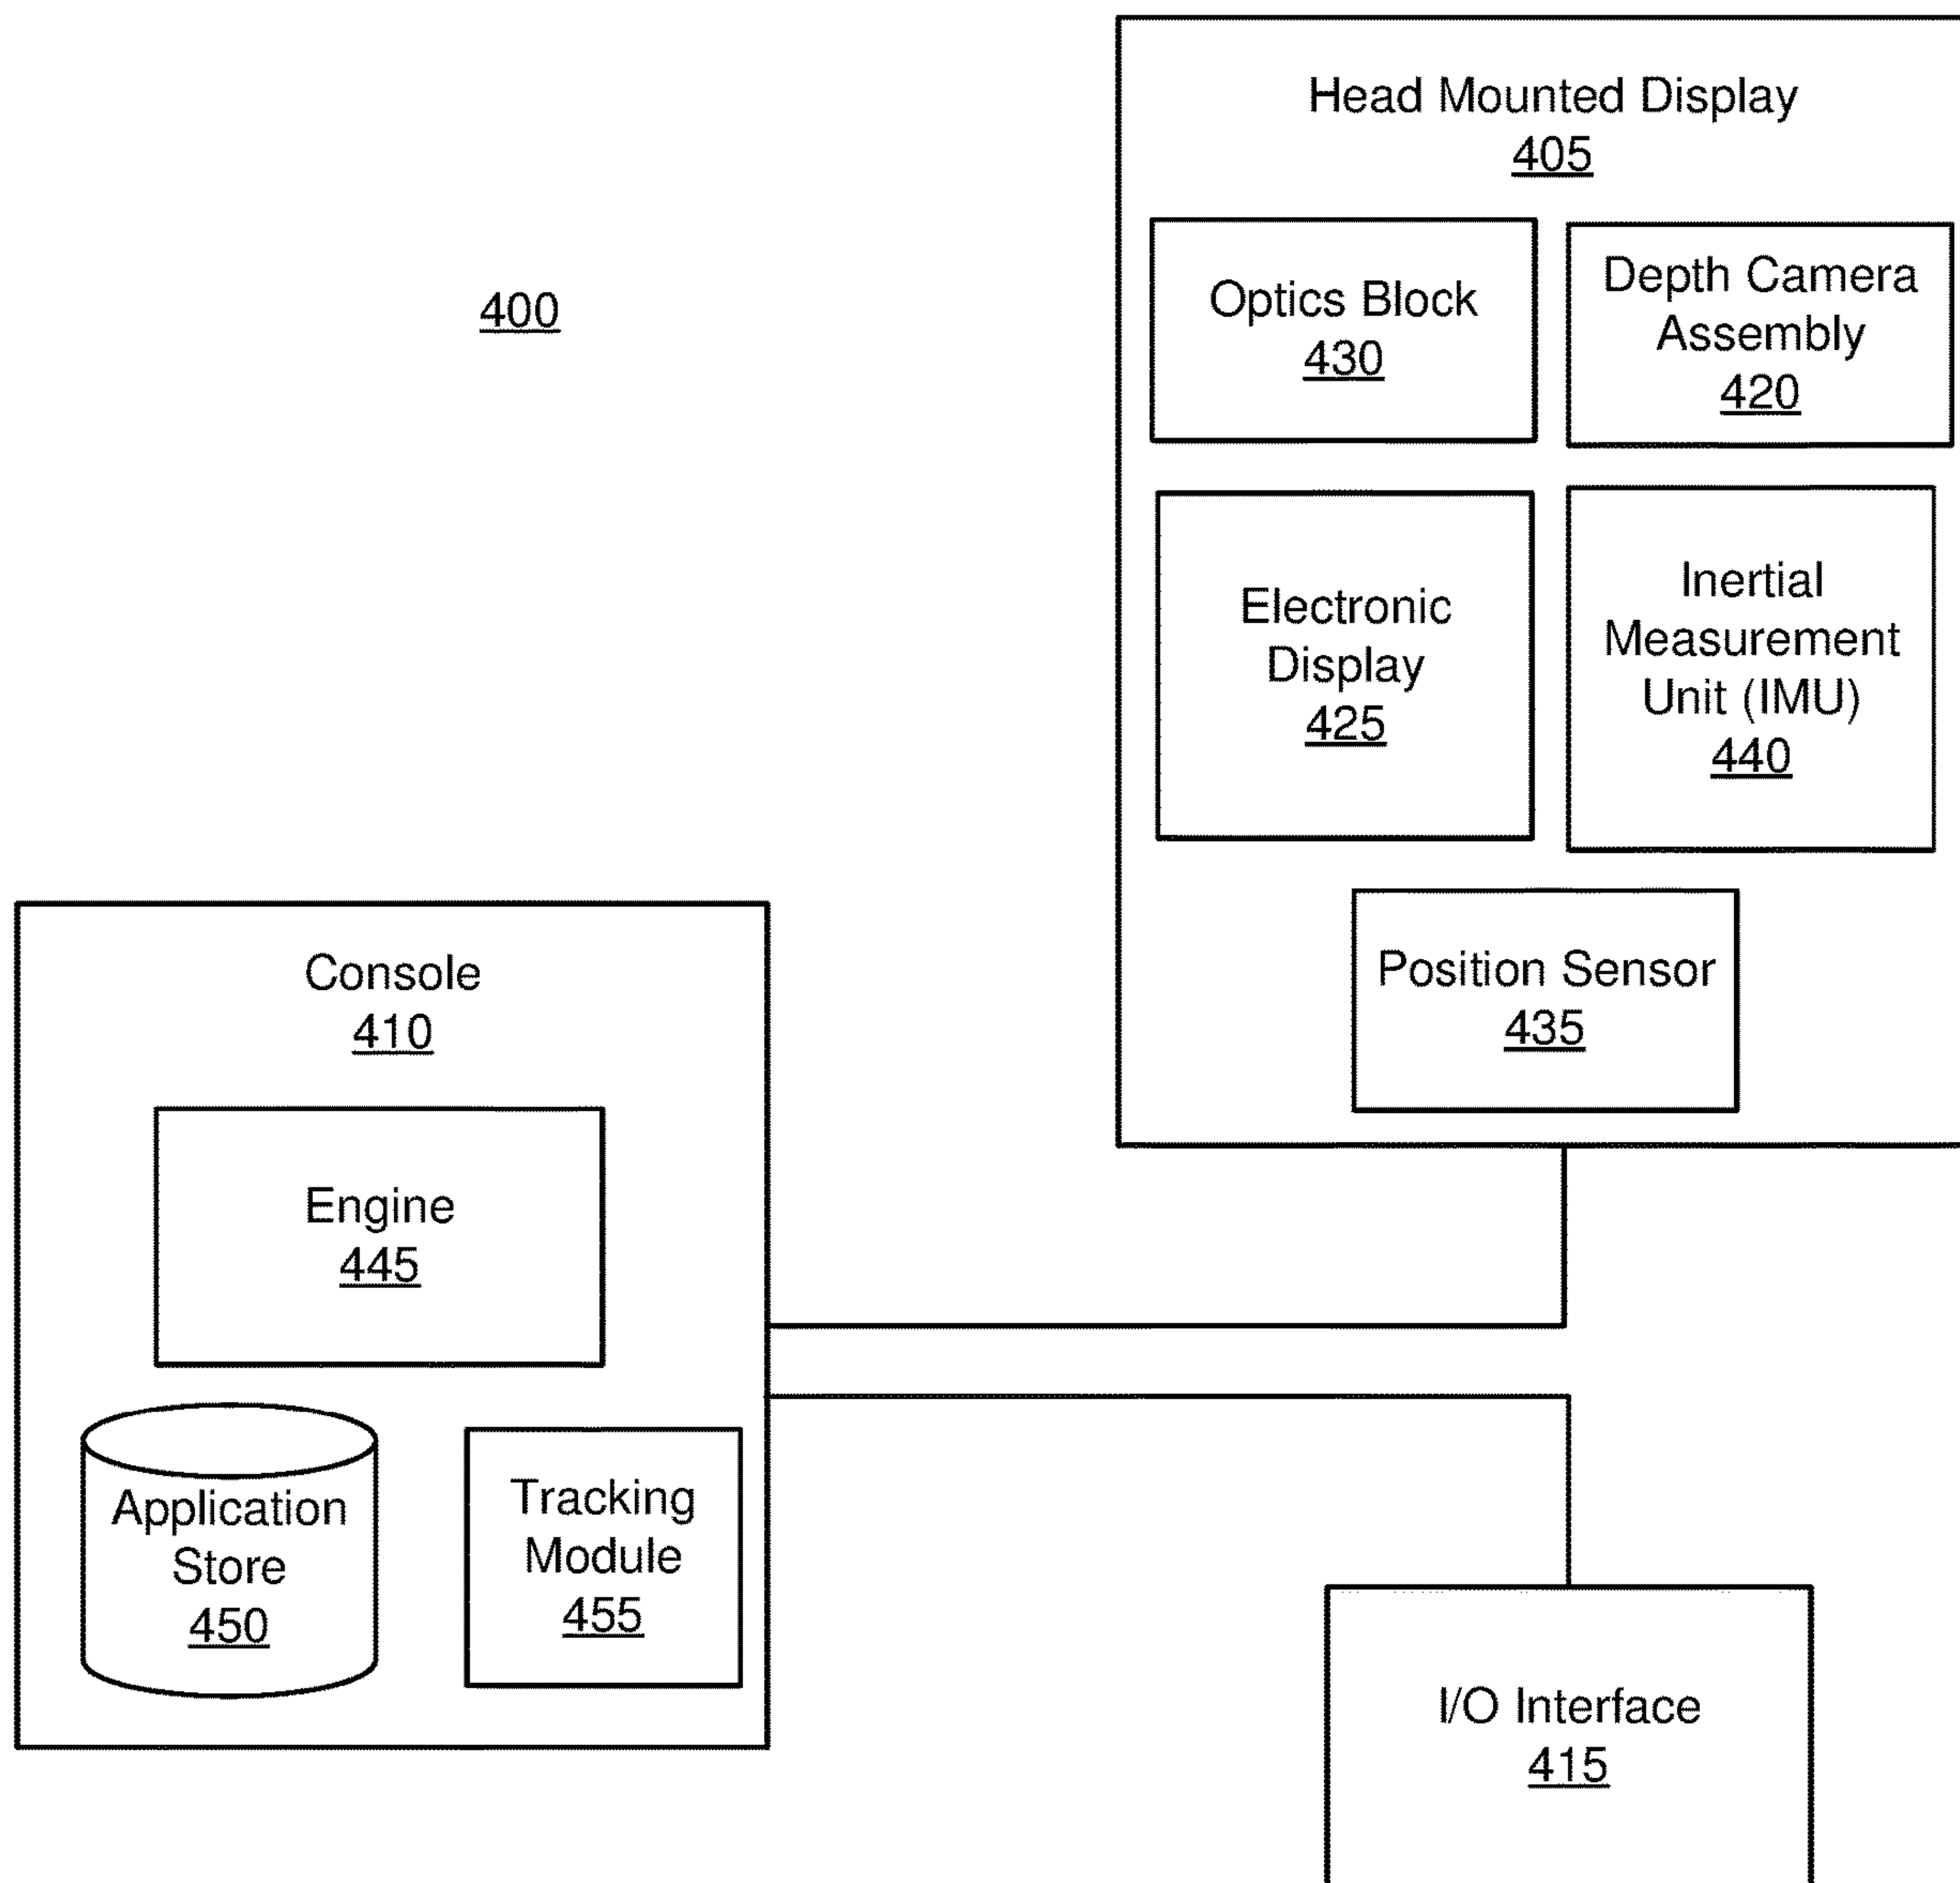 400
Head Mounted Display
405
Optics Block
430
Depth Camera
Assembly
420
Electronic
Display
425
Inertial
Measurement
Unit (IMU)
440
Position Sensor
435
Console
410
Engine
445
Application
Store
450
Tracking
Module
455
I/O Interface
415